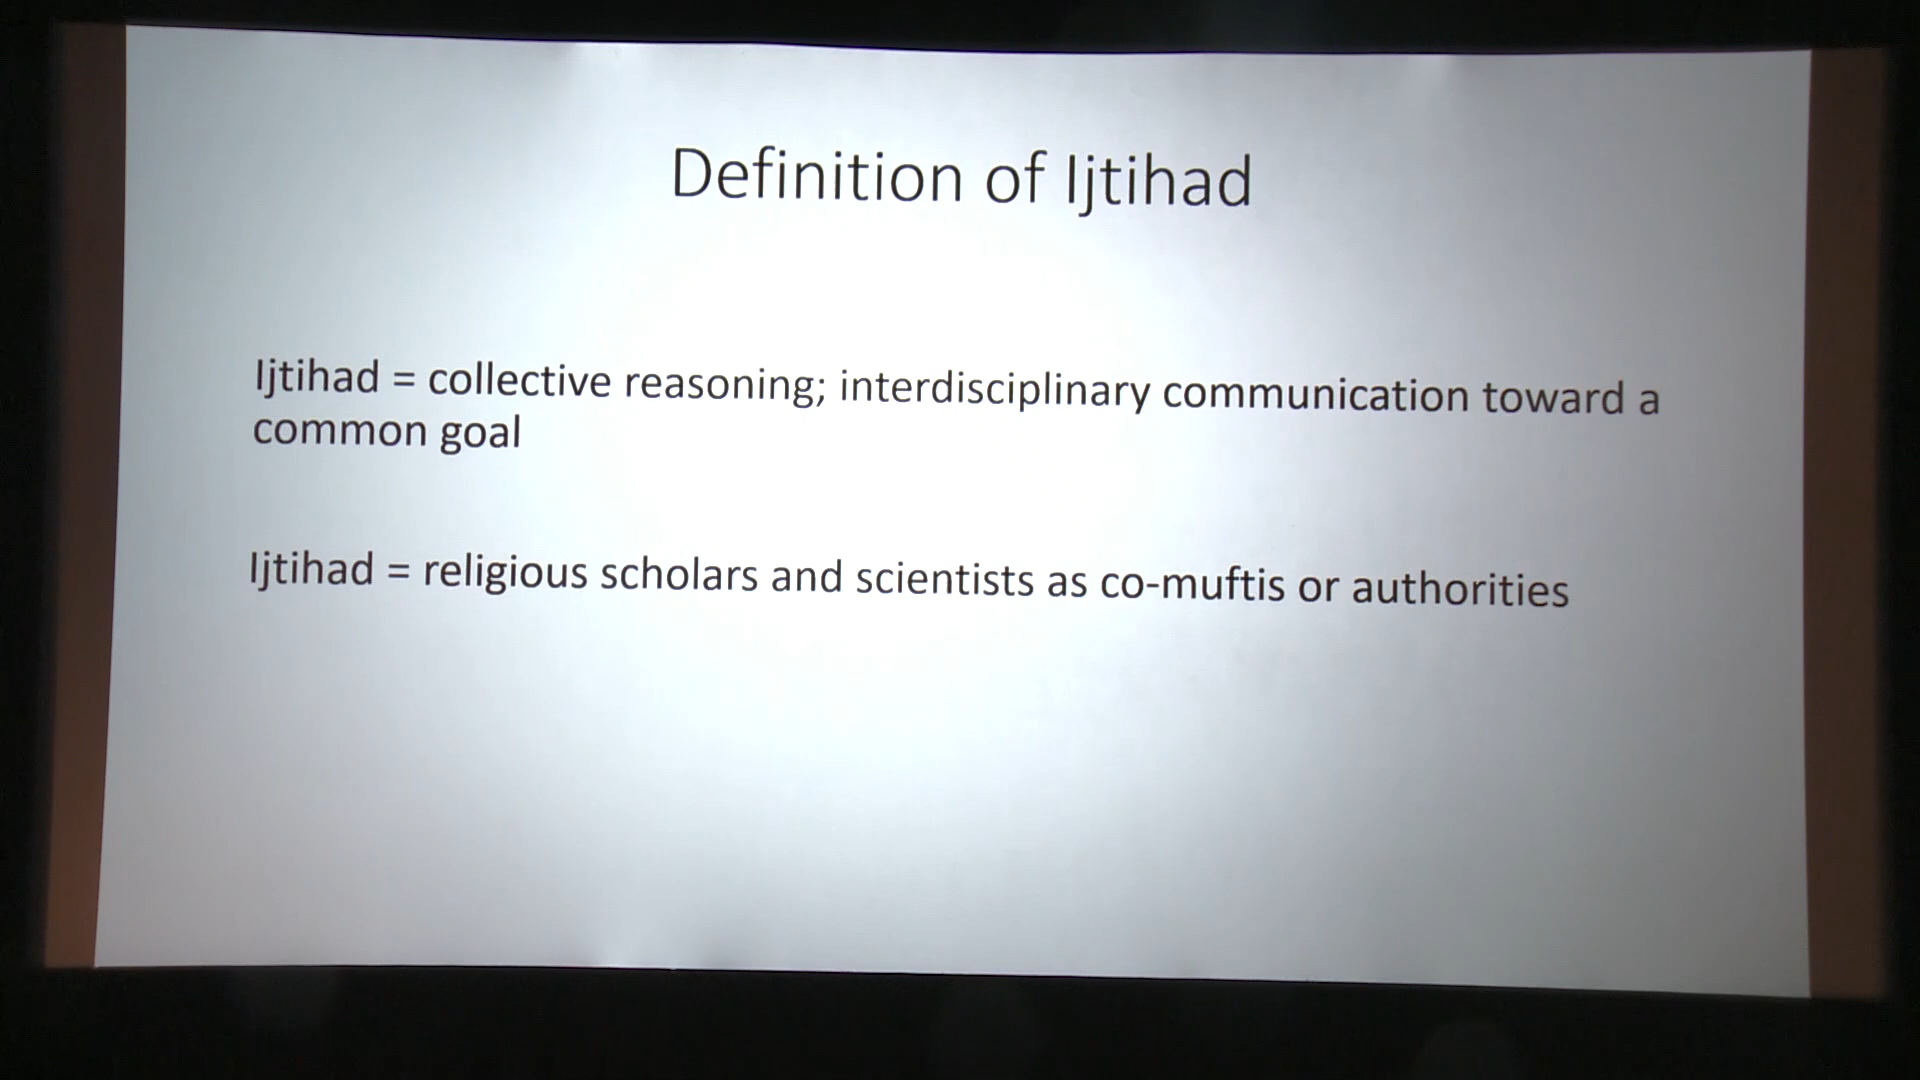 Definition of Ijtihad
Ijtihad = collective reasoning; interdisciplinary communication toward a
common goal
Ijtihad = religious scholars and scientists as co-muftis or authorities